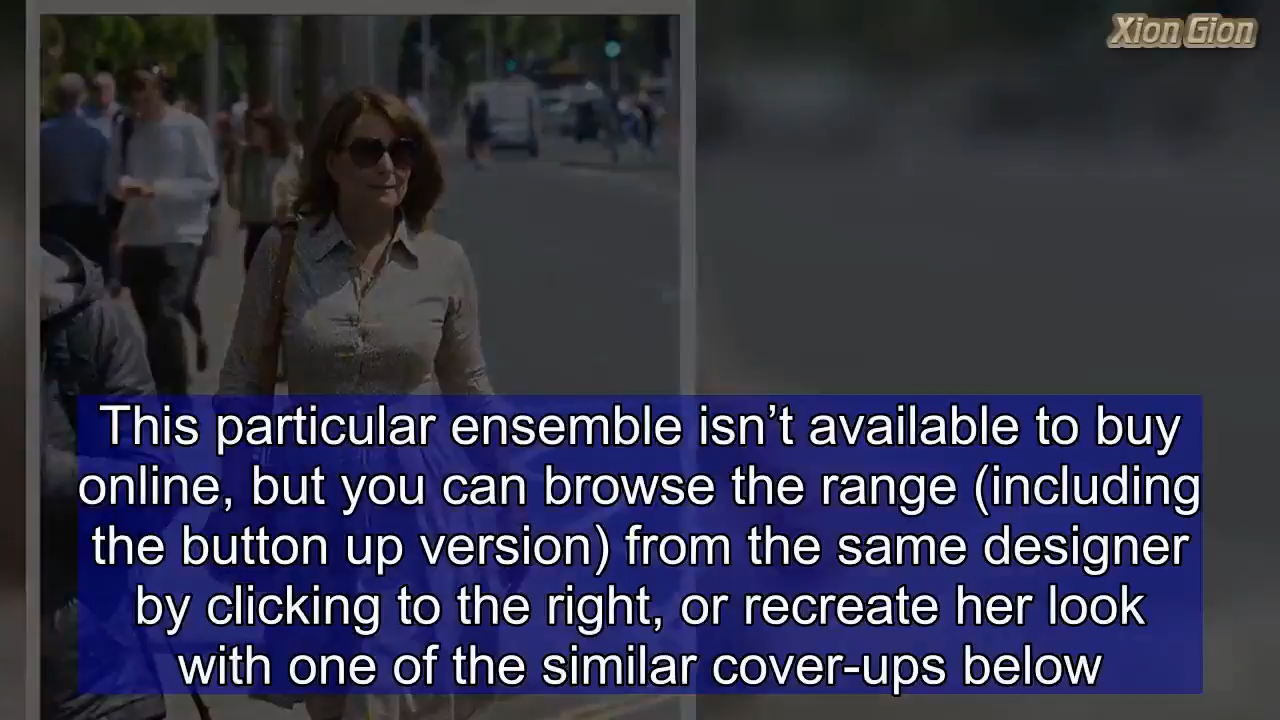 Xion Gion
This particular ensemble isn’t available to buy
online, but you can browse the range (including
the button up version) from the same designer
by clicking to the right, or recreate her look
with one of the similar cover-ups below